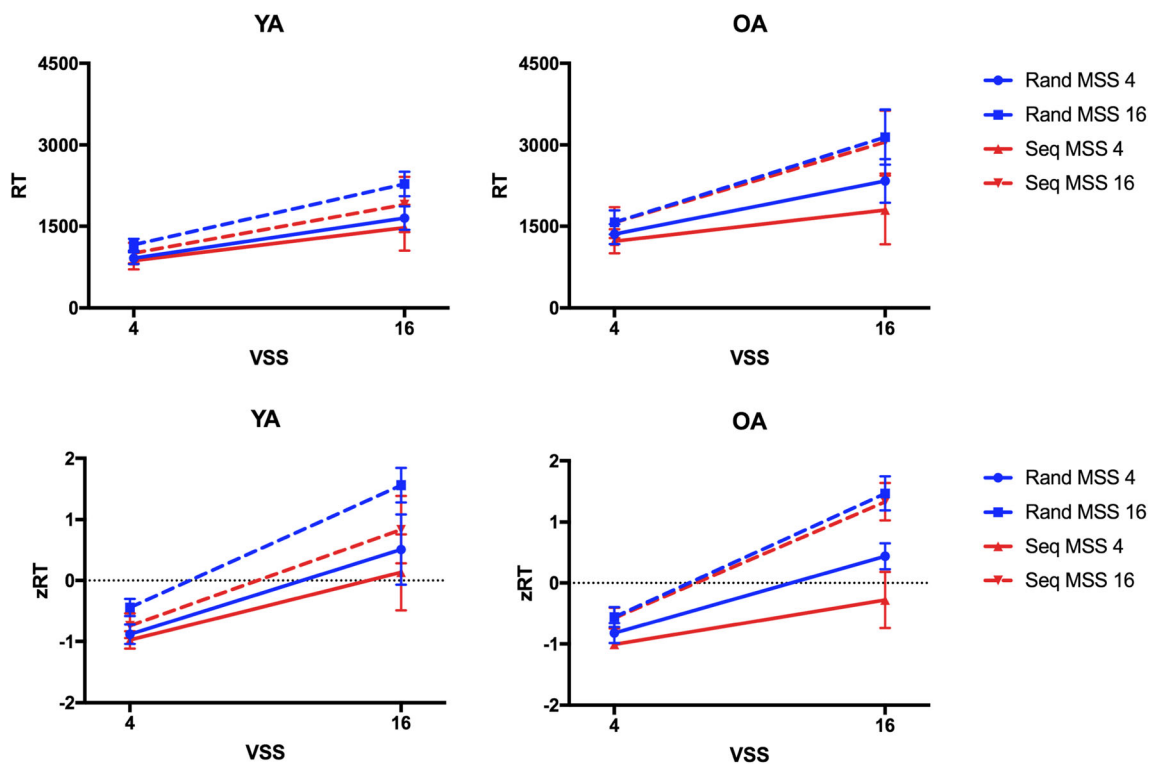 YA
OA
4500
3000
1500
0
RT
4
16
VSS
4500
3000
1500
0
RT
4
16
VSS
Rand MSS 4
Rand MSS 16
Seq MSS 4
Seq MSS 16
YA
OA
2
1
0
-1
-2
zRT
4
16
VSS
2
1
0
-1
-2
zRT
4
16
VSS
Rand MSS 4
Rand MSS 16
Seq MSS 4
Seq MSS 16